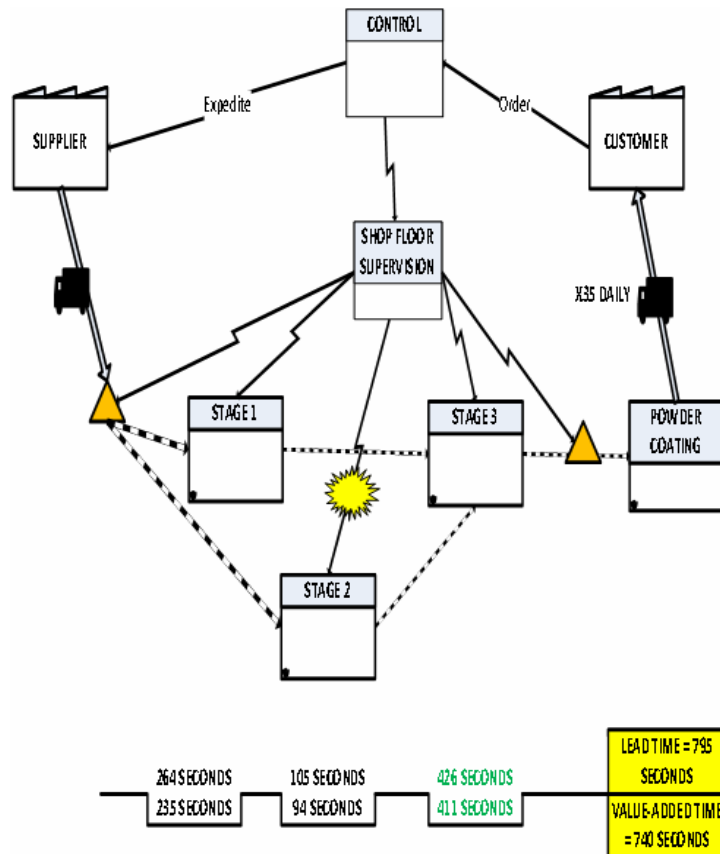 CONTROL
Expedite
Order
SUPPLIER
CUSTOMER
SHOP FLOOR
SUPERVISION
X35 DAILY
STAGE 1
STAGE 3
POWDER
COATING
STAGE 2
264 SECONDS
105 SECONDS
426 SECONDS
235 SECONDS
94 SECONDS
411 SECONDS
LEAD TIME = 795
SECONDS
VALUE-ADDED TIME
= 740 SECONDS